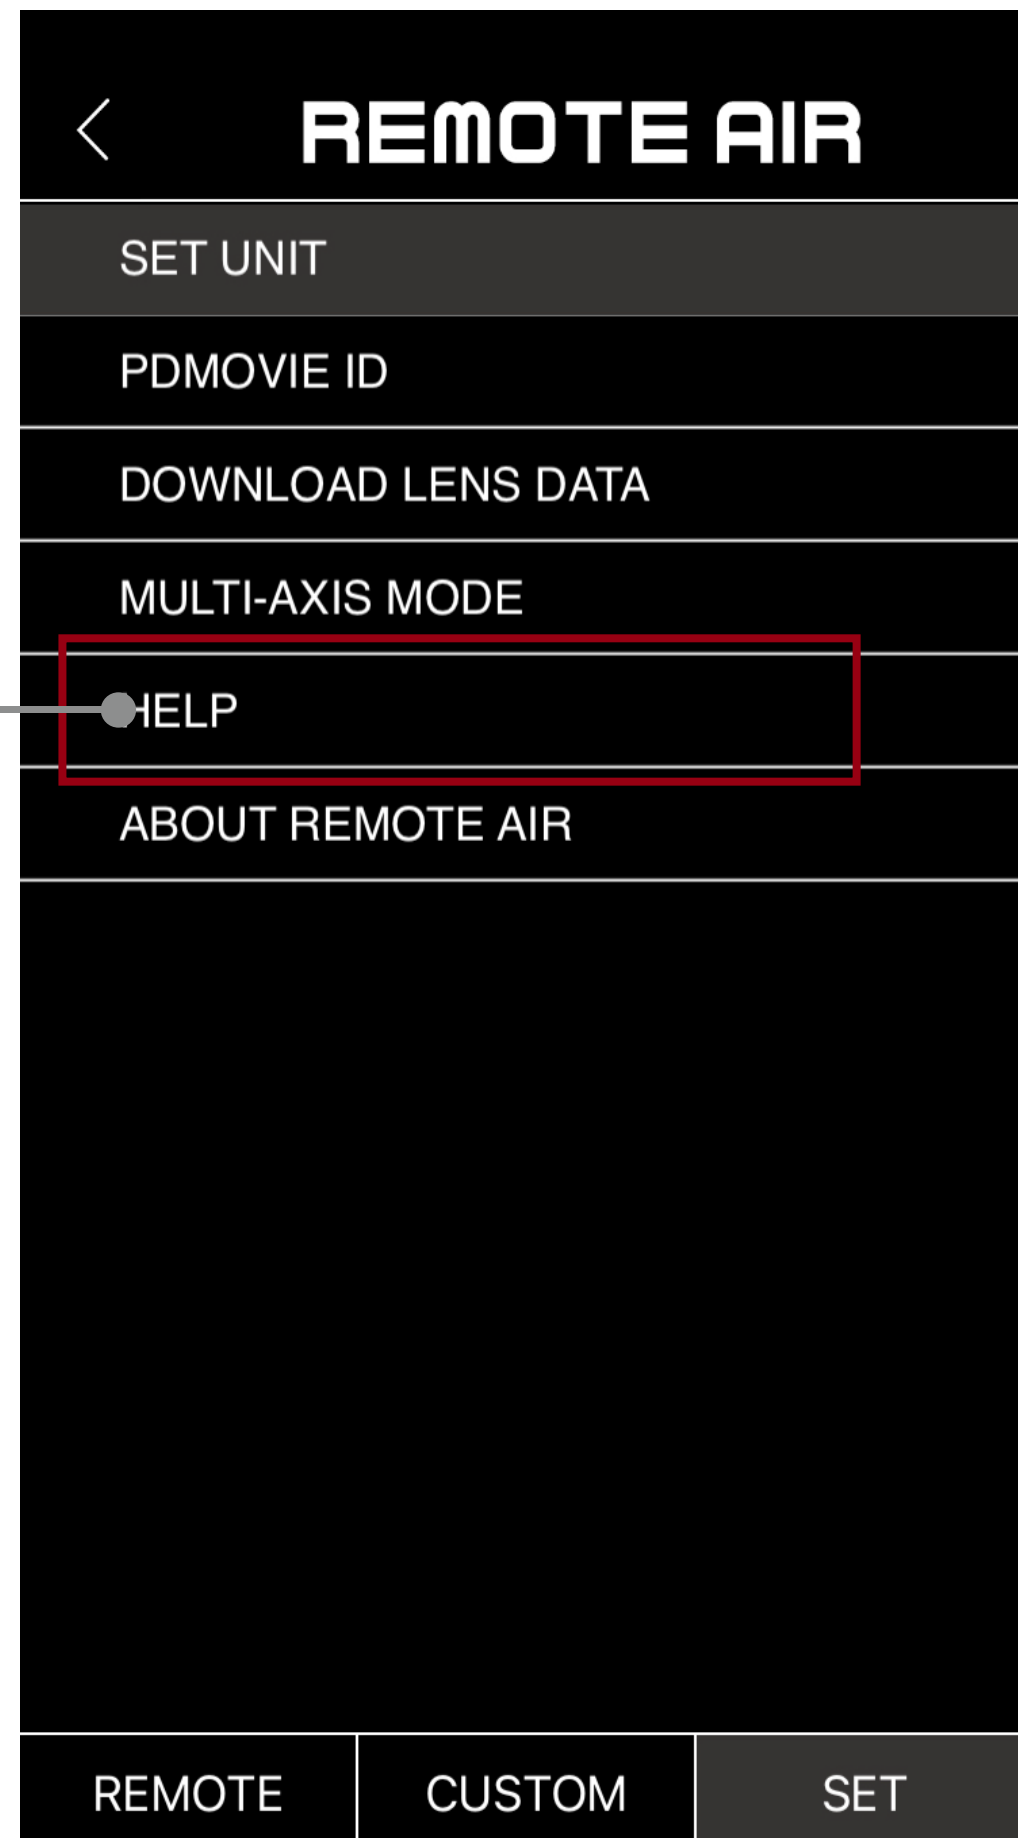 REMOTE AIR
SET UNIT
PDMOVIE ID
DOWNLOAD LENS DATA
MULTI-AXIS MODE
HELP
ABOUT REMOTE AIR
REMOTE CUSTOM SET